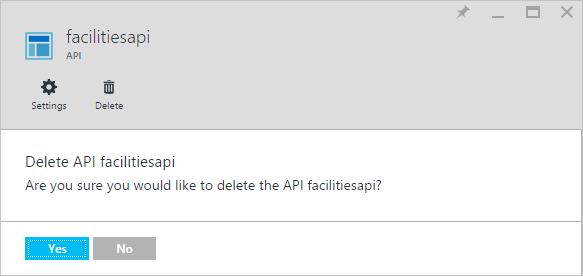 facilitiesapi
API
Settings Delete
Delete API facilitiesapi
Are you sure you would like to delete the API facilitiesapi?
Yes No